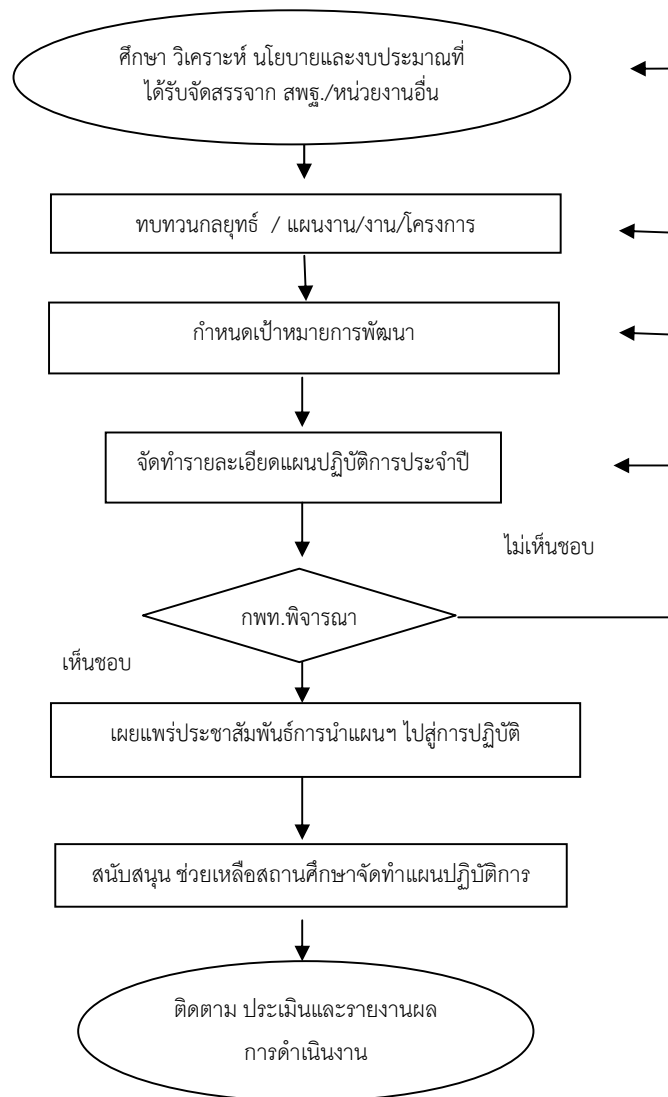 ศึกษา วิเคราะห์ นโยบายและงบประมาณที่
ได้รับจัดสรรจาก สพฐ./หน่วยงานอื่น
ทบทวนกลยุทธ์ / แผนงาน/งาน/โครงการ
กำหนดเป้าหมายการพัฒนา
จัดทำรายละเอียดแผนปฏิบัติการประจำปี
ไม่เห็นชอบ
กพท.พิจารณา
เห็นชอบ
เผยแพร่ประชาสัมพันธ์การนำแผนฯ ไปสู่การปฏิบัติ
สนับสนุน ช่วยเหลือสถานศึกษาจัดทำแผนปฏิบัติการ
ติดตาม ประเมินและรายงานผล
การดำเนินงาน